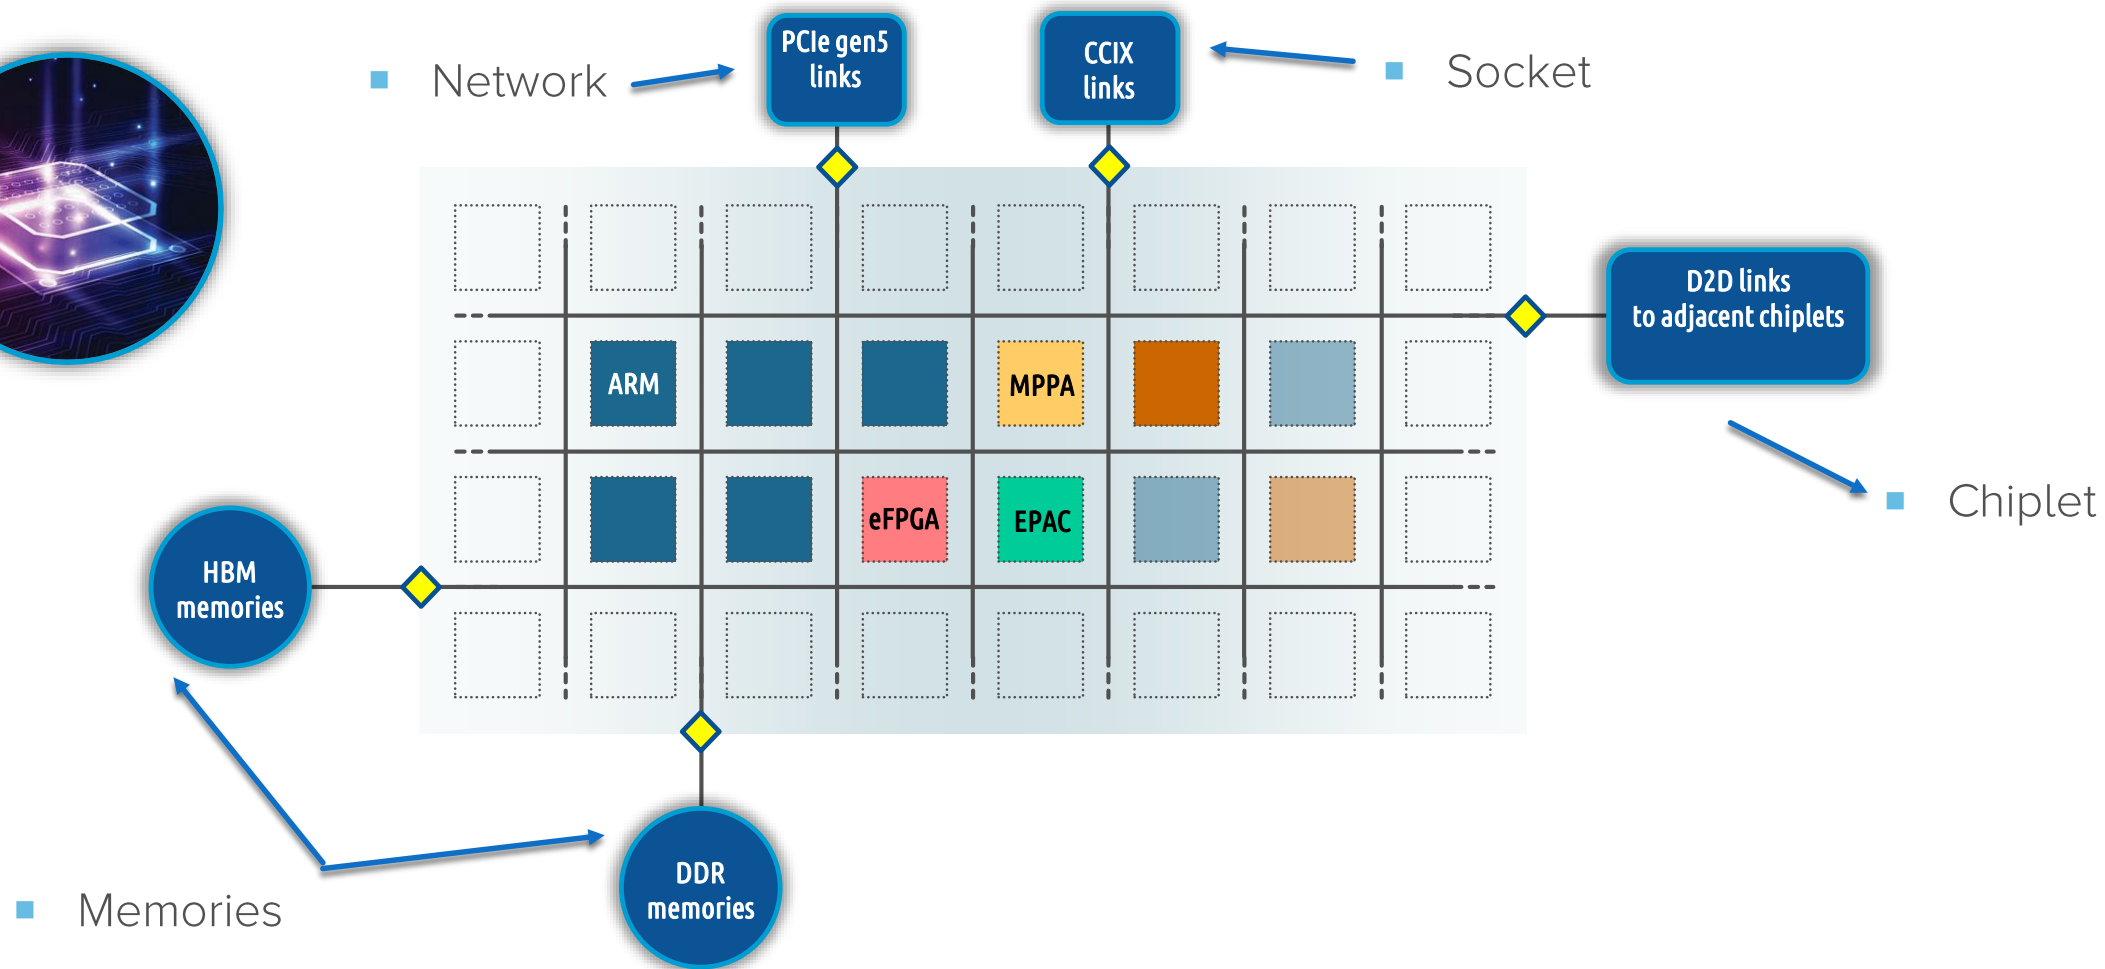 PCIe gen5
links
CCIX
links
Network
Socket
D2D links
to adjacent chiplets
ARM
MPPA
eFPGA
EPAC
Chiplet
HBM
memories
DDR
memories
Memories